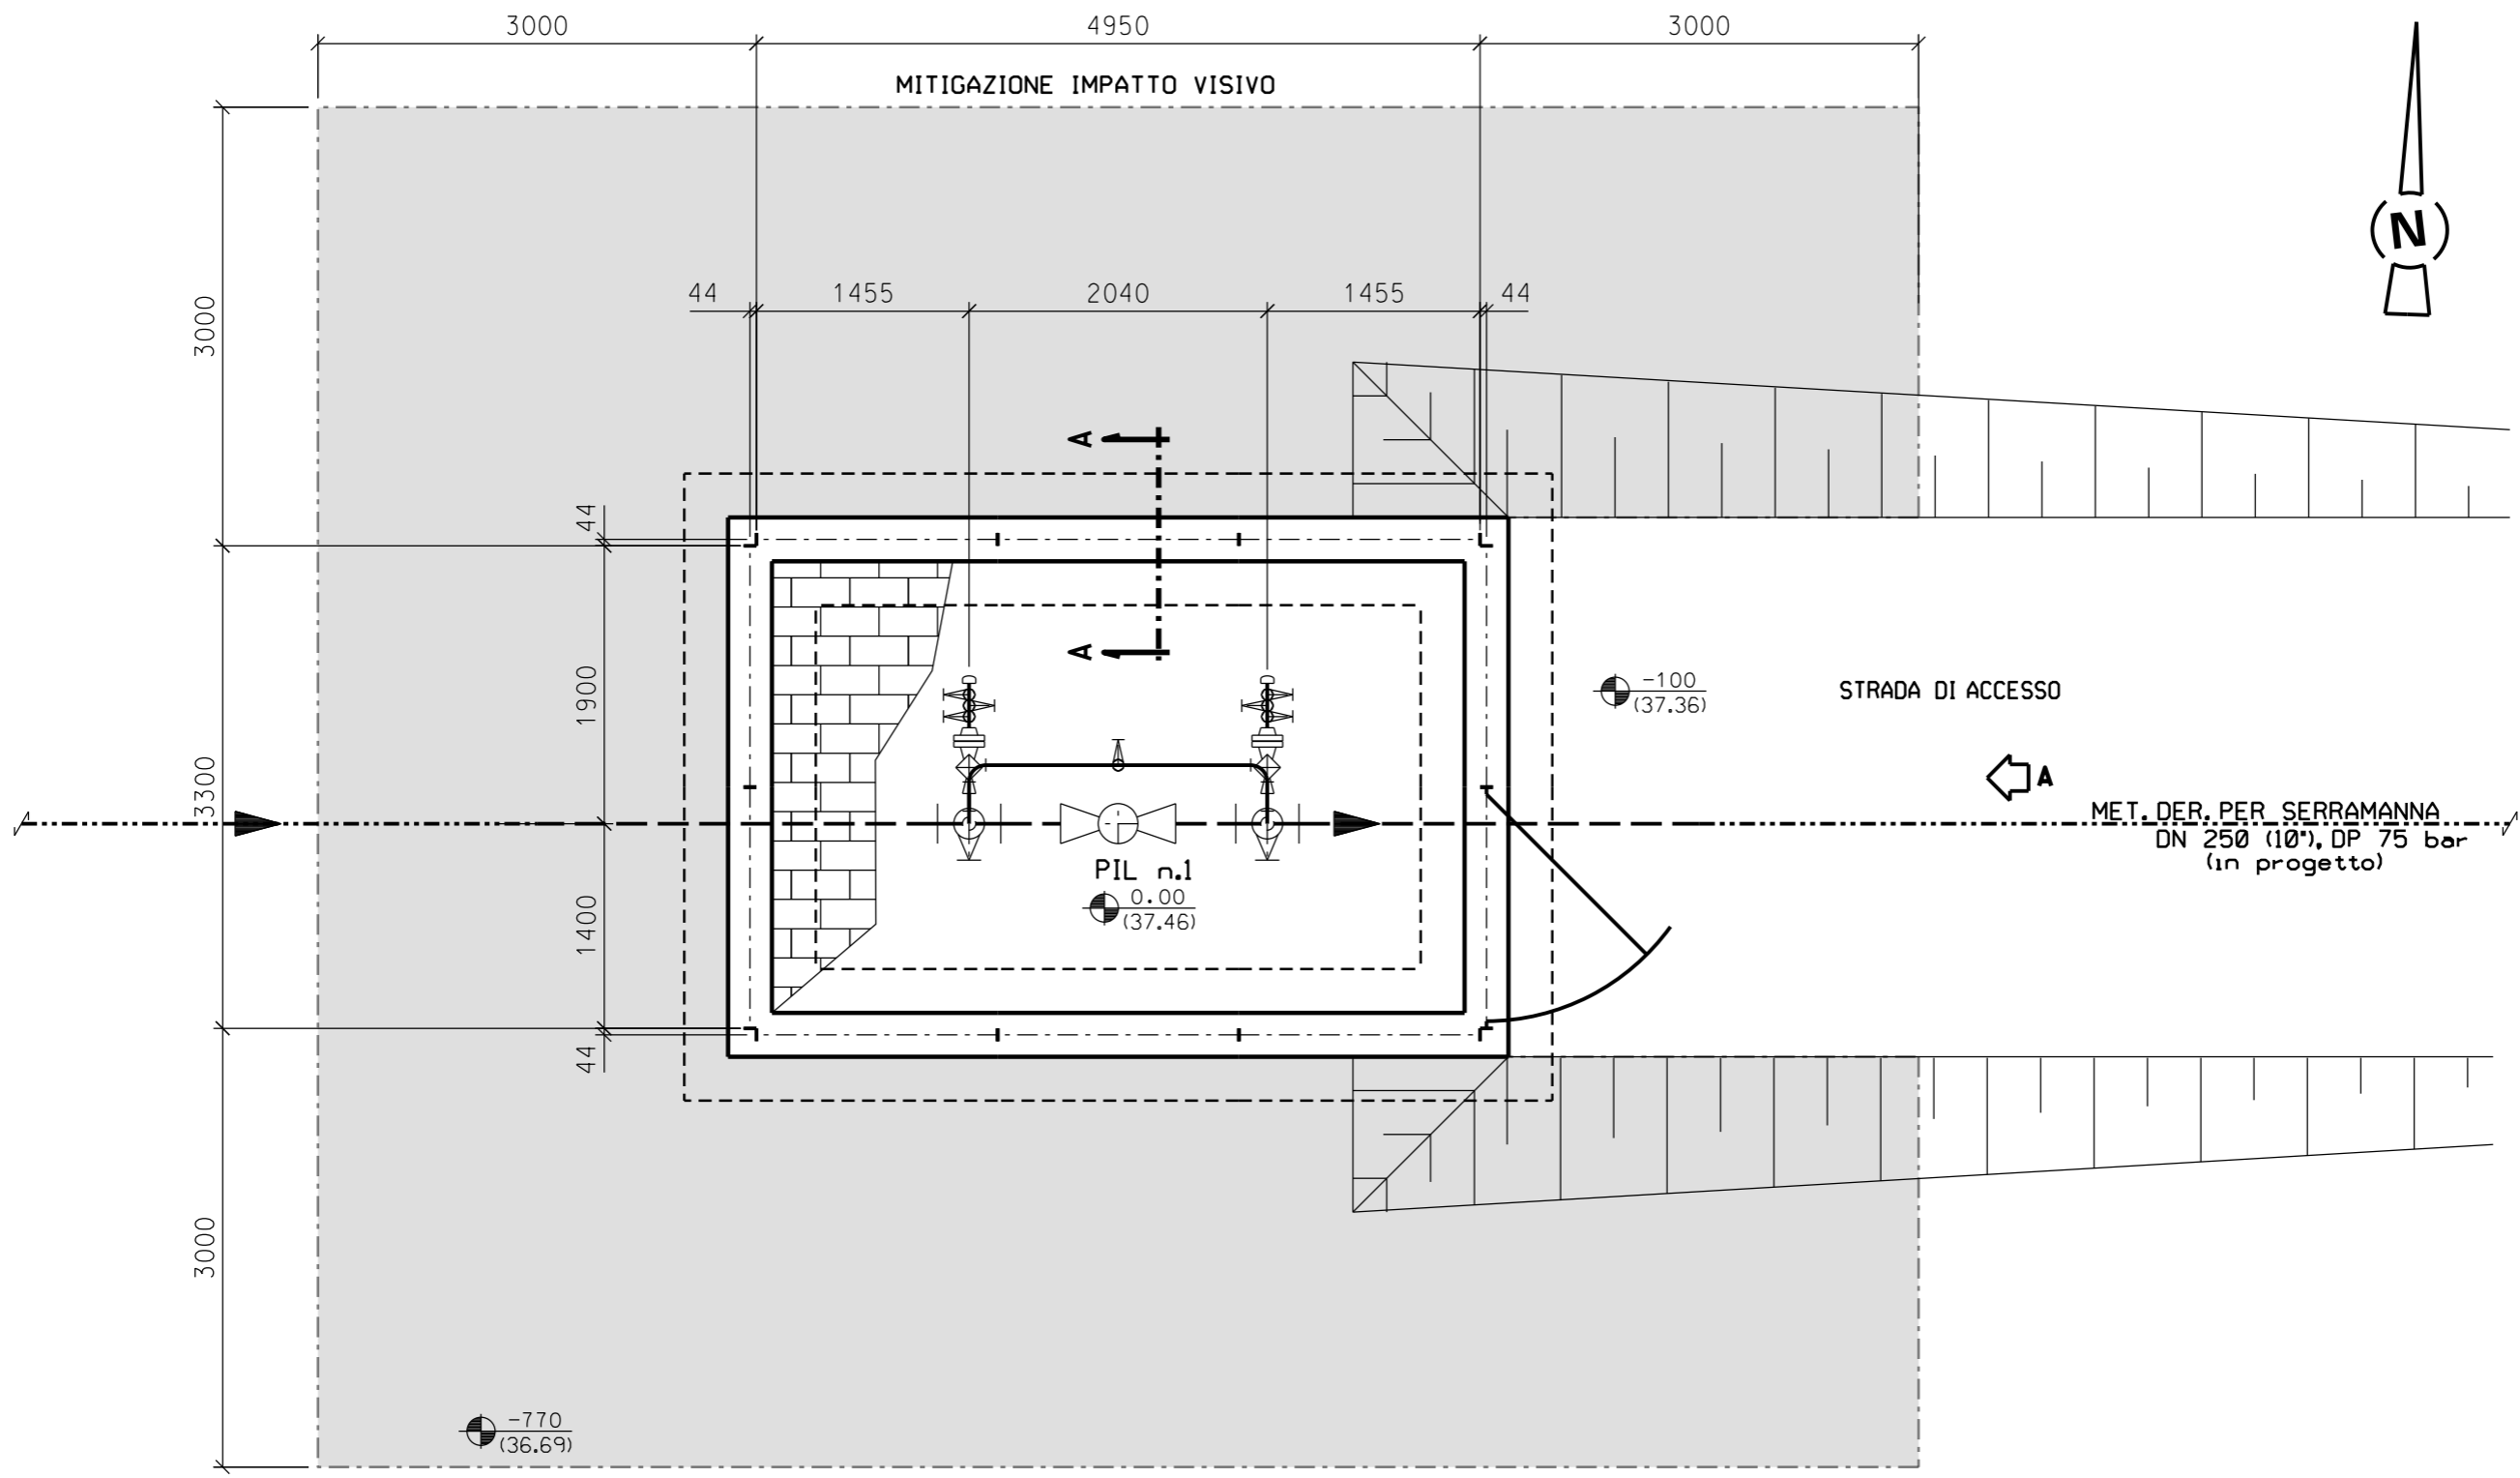 3000 4950 3000
MITIGAZIONE IMPATTO VISIVO
N
44 1455 2040 1455 44
3000
A
44
A
1900
-100
(37.36)
STRADA DI ACCESSO
A
3300
MET. DER. PER SERRAMANNA
DN 250 (10"), DP 75 bar
(in progetto)
PIL n.1
0.00
(37.46)
1400
44
3000
-770
(36.69)